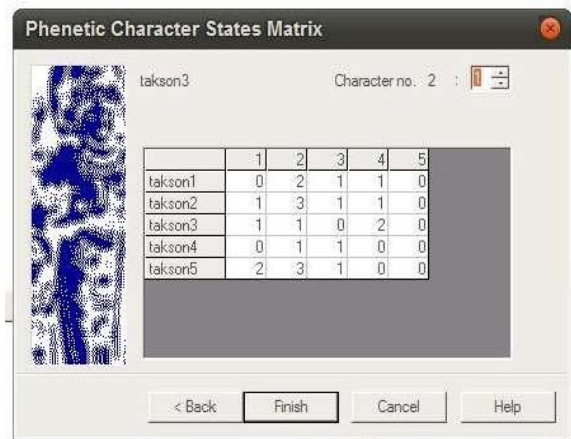 Phenetic Character States Matrix
takson3 Character no. 2 : 1
1 2 3 4 5
takson1 0 2 1 1 0
takson2 1 3 1 1 0
takson3 1 1 0 2 0
takson4 0 1 1 0 0
takson5 2 3 1 0 0
< Back Finish Cancel Help